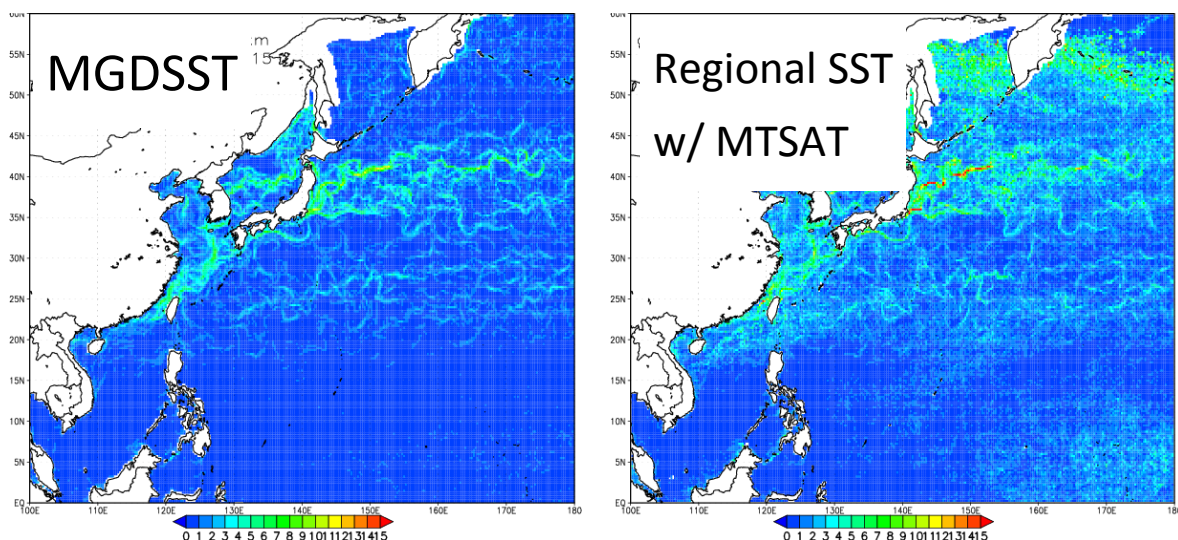 MGDSST
60N
55N
50N
45N
40N
35N
30N
25N
20N
15N
10N
5N
EQ
100E 110E 120E 130E 140E 150E 160E 170E 180
0 1 2 3 4 5 6 7 8 9 10 11 12 13 14 15
Regional SST
w/ MTSAT
60N
55N
50N
45N
40N
35N
30N
25N
20N
15N
10N
5N
EQ
100E 110E 120E 130E 140E 150E 160E 170E 180
0 1 2 3 4 5 6 7 8 9 10 11 12 13 14 15